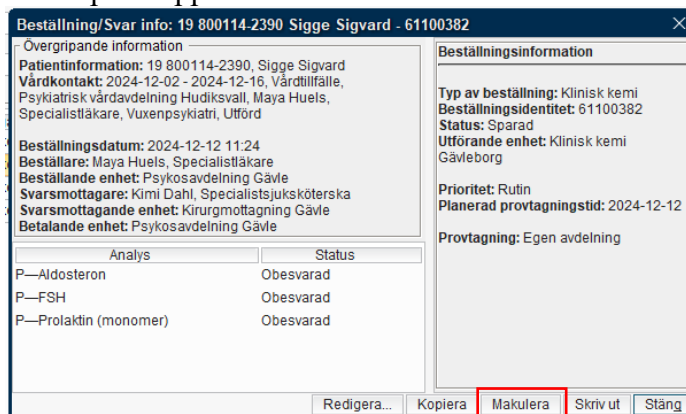 Beställning/Svar info: 19 800114-2390 Sigge Sigvard - 61100382
Övergripande information
Patientinformation: 19 800114-2390, Sigge Sigvard
Vårdkontakt: 2024-12-02 - 2024-12-16, Vårdtillfälle,
Psykiatrisk vårdavdelning Hudiksvall, Maya Huels,
Specialistläkare, Vuxenpsykiatri, Utförd
Beställningsdatum: 2024-12-12 11:24
Beställare: Maya Huels, Specialistläkare
Beställande enhet: Psykosavdelning Gävle
Svarsmottagare: Kimi Dahl, Specialistsjuksköterska
Svarsmottagande enhet: Kirurgmottagning Gävle
Betalande enhet: Psykosavdelning Gävle
Analys Status
P—Aldosteron Obesvarad
P—FSH Obesvarad
P—Prolaktin (monomer) Obesvarad
Beställningsinformation
Typ av beställning: Klinisk kemi
Beställningsidentitet: 61100382
Status: Sparad
Utförande enhet: Klinisk kemi
Gävleborg
Prioritet: Rutin
Planerad provtagningstid: 2024-12-12
Provtagning: Egen avdelning
Redigera... Kopiera Makulera Skriv ut Stäng